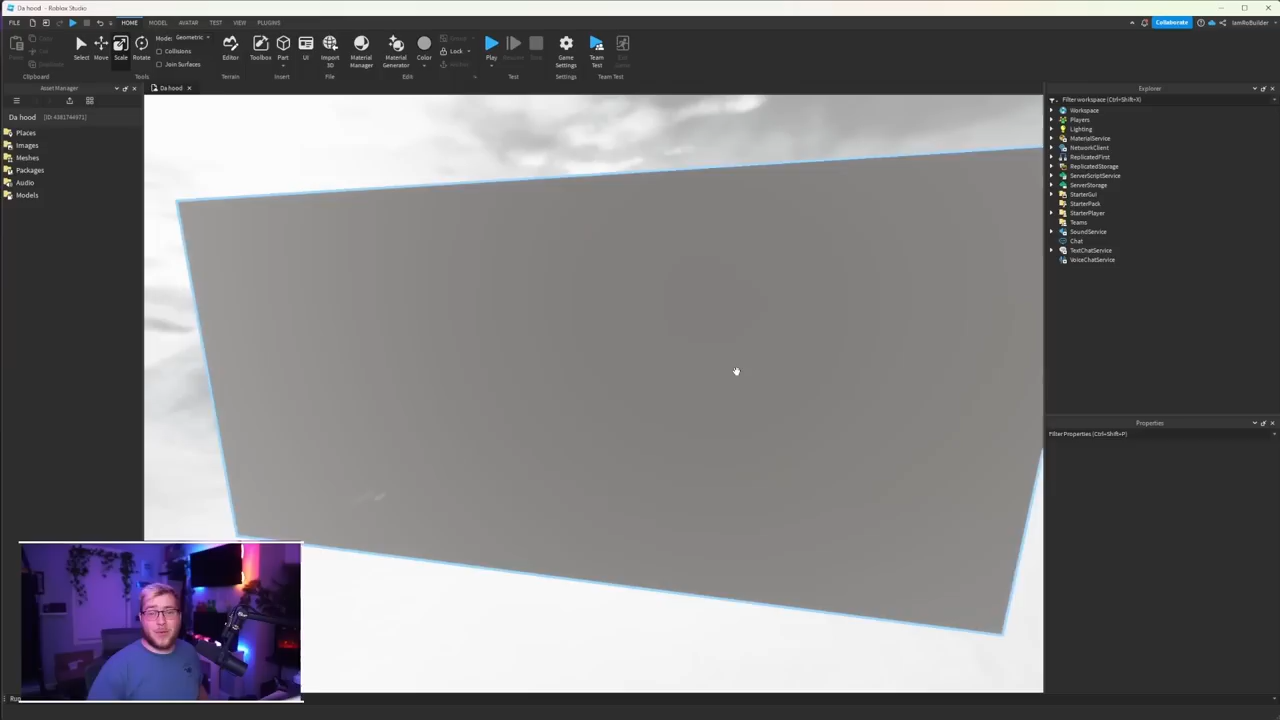 Da hood - Roblox Studio
FILE
HOME MODEL AVATAR TEST VIEW PLUGINS
Collaborate
IamRoBuilder
Select Move Scale Rotate
Mode: Geometric
Collisions
Join Surfaces
Editor Toolbox Part UI Import 3D
Material Manager
Material Generator
Color
Lock
Play
Game Settings
Team Test
Clipboard Tools Terrain Insert File Edit Test Settings Team Test
Asset Manager
Da hood
Explorer
Da hood [ID:4381744971]
Filter workspace (Ctrl+Shift+X)
Places
Images
Meshes
Packages
Audio
Models
Workspace
Players
Lighting
MaterialService
NetworkClient
ReplicatedFirst
ReplicatedStorage
ServerScriptService
ServerStorage
StarterGui
StarterPack
StarterPlayer
Teams
SoundService
Chat
TextChatService
VoiceChatService
Properties
Filter Properties (Ctrl+Shift+P)